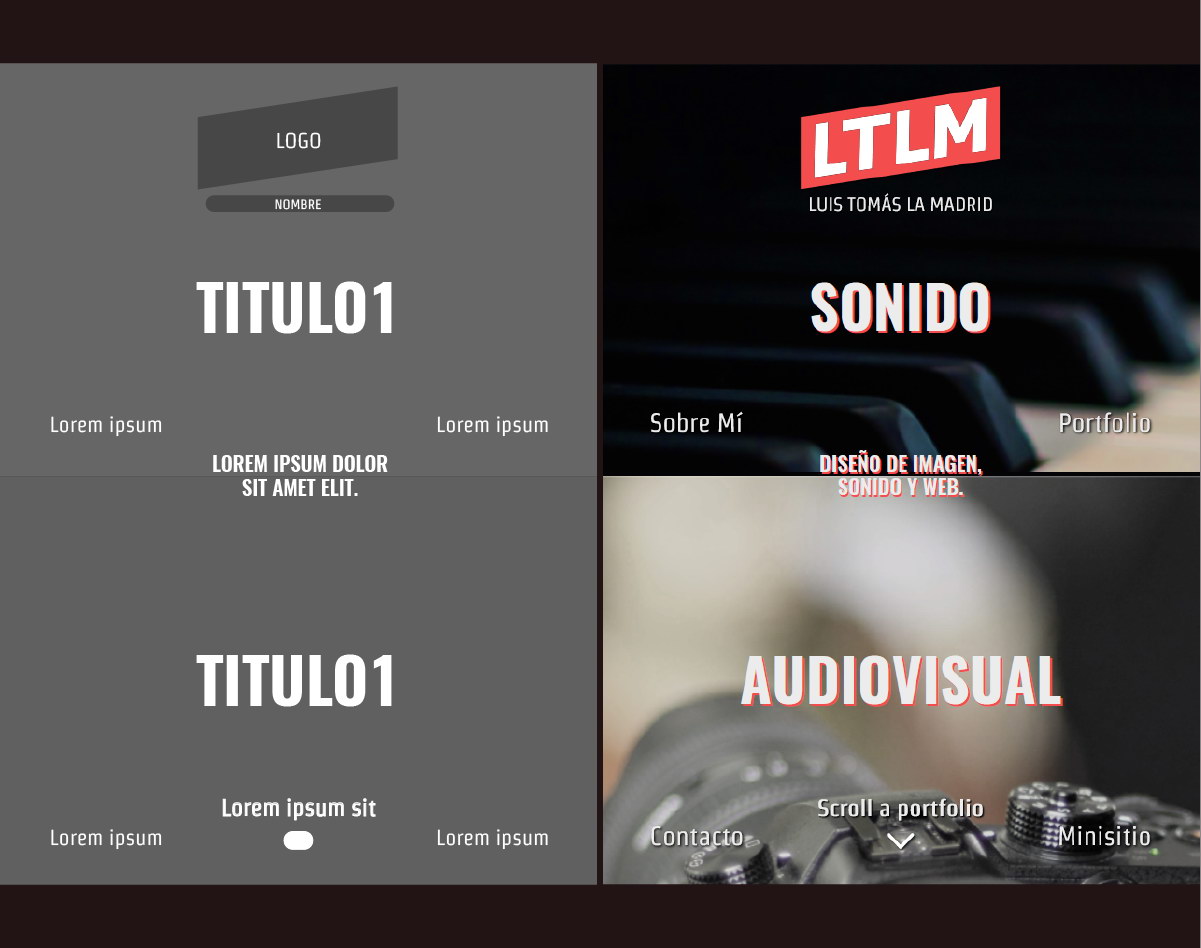 LOGO
NOMBRE
TITULO1
Lorem ipsum
Lorem ipsum
LOREM IPSUM DOLOR
SIT AMET ELIT.
TITULO1
Lorem ipsum sit
Lorem ipsum
Lorem ipsum
LTLM
LUIS TOMÁS LA MADRID
SONIDO
Sobre Mí
Portfolio
DISEÑO DE IMAGEN,
SONIDO Y WEB.
AUDIOVISUAL
Scroll a portfolio
Contacto
Minisitio